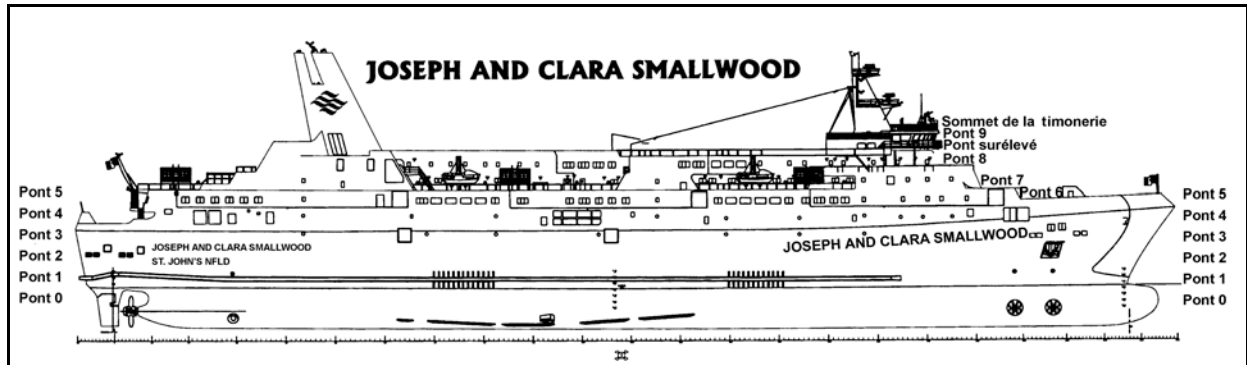 JOSEPH AND CLARA SMALLWOOD
Sommet de la timonerie
Pont 9
Pont surélevé
Pont 8
Pont 7
Pont 6
Pont 5
Pont 4
Pont 3
Pont 2
Pont 1
Pont 0
JOSEPH AND CLARA SMALLWOOD
ST. JOHN'S NFLD
JOSEPH AND CLARA SMALLWOOD
Pont 5
Pont 4
Pont 3
Pont 2
Pont 1
Pont 0